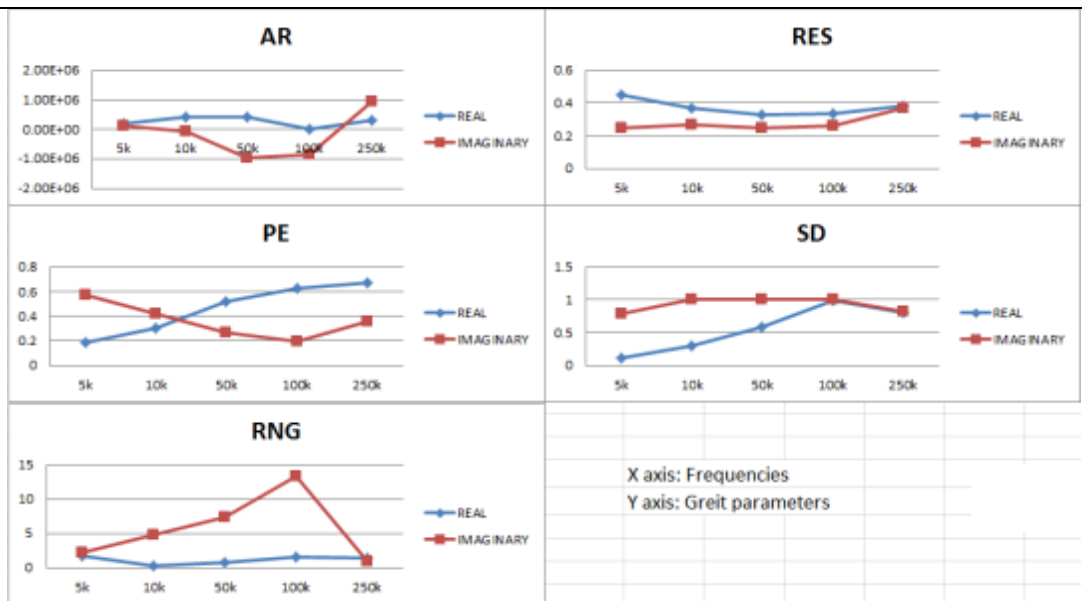 AR
2.00E+06
1.00E+06
0.00E+00
-1.00E+06
-2.00E+06
5k 10k 50k 100k 250k
REAL
IMAGINARY
RES
0.6
0.4
0.2
0
5k 10k 50k 100k 250k
REAL
IMAGINARY
PE
0.8
0.6
0.4
0.2
0
5k 10k 50k 100k 250k
REAL
IMAGINARY
SD
1.5
1
0.5
0
5k 10k 50k 100k 250k
REAL
IMAGINARY
RNG
15
10
5
0
5k 10k 50k 100k 250k
REAL
IMAGINARY
X axis: Frequencies
Y axis: Greit parameters